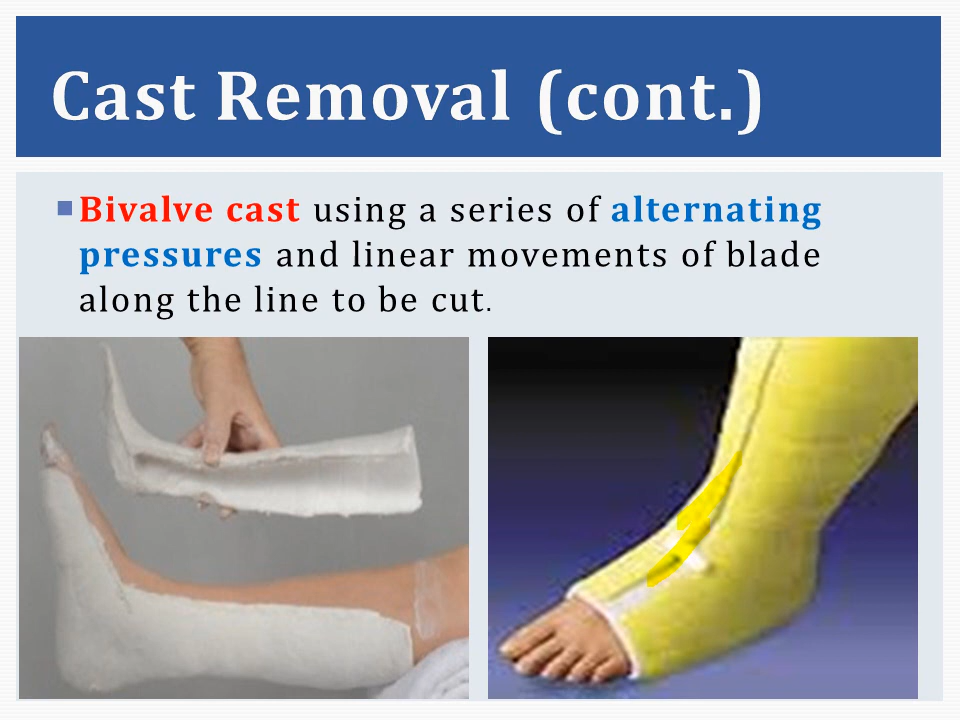 Cast Removal (cont.)
Bivalve cast using a series of alternating
pressures and linear movements of blade
along the line to be cut.